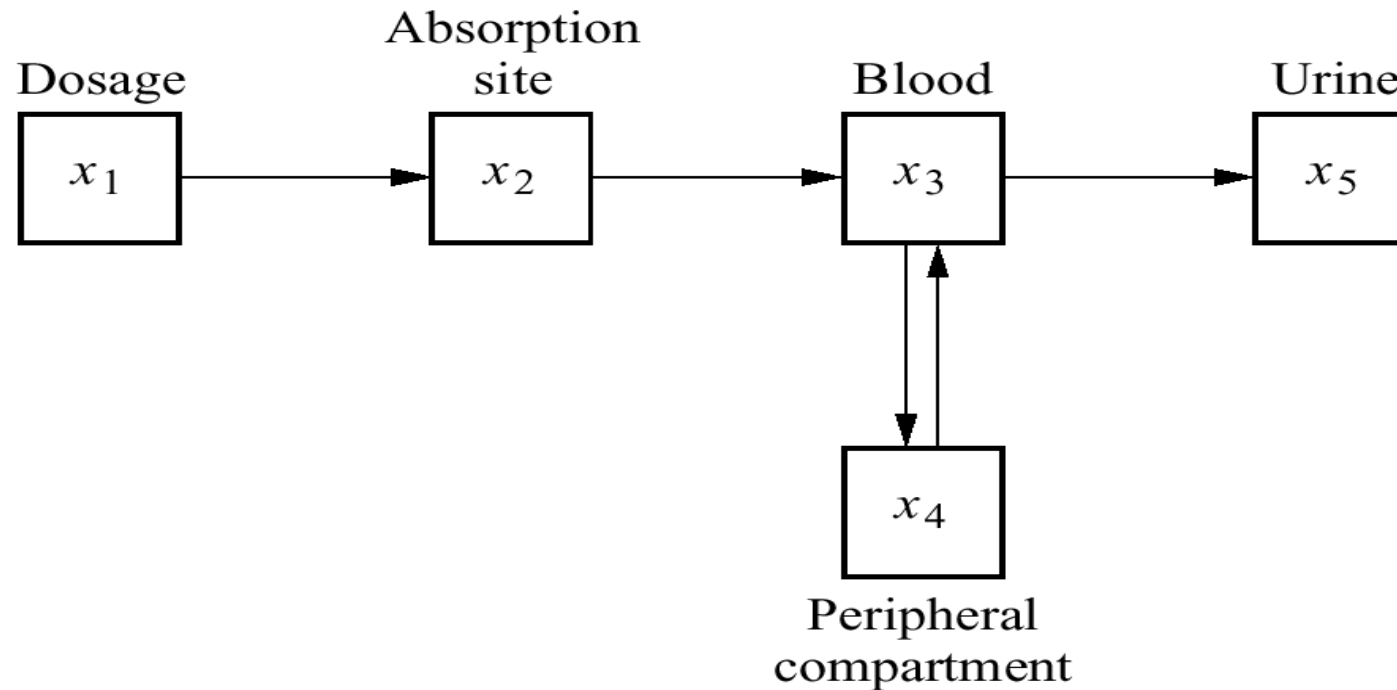 Absorption
Dosage site Blood Urine
x1 x2 x3 x5
x4
Peripheral
compartment